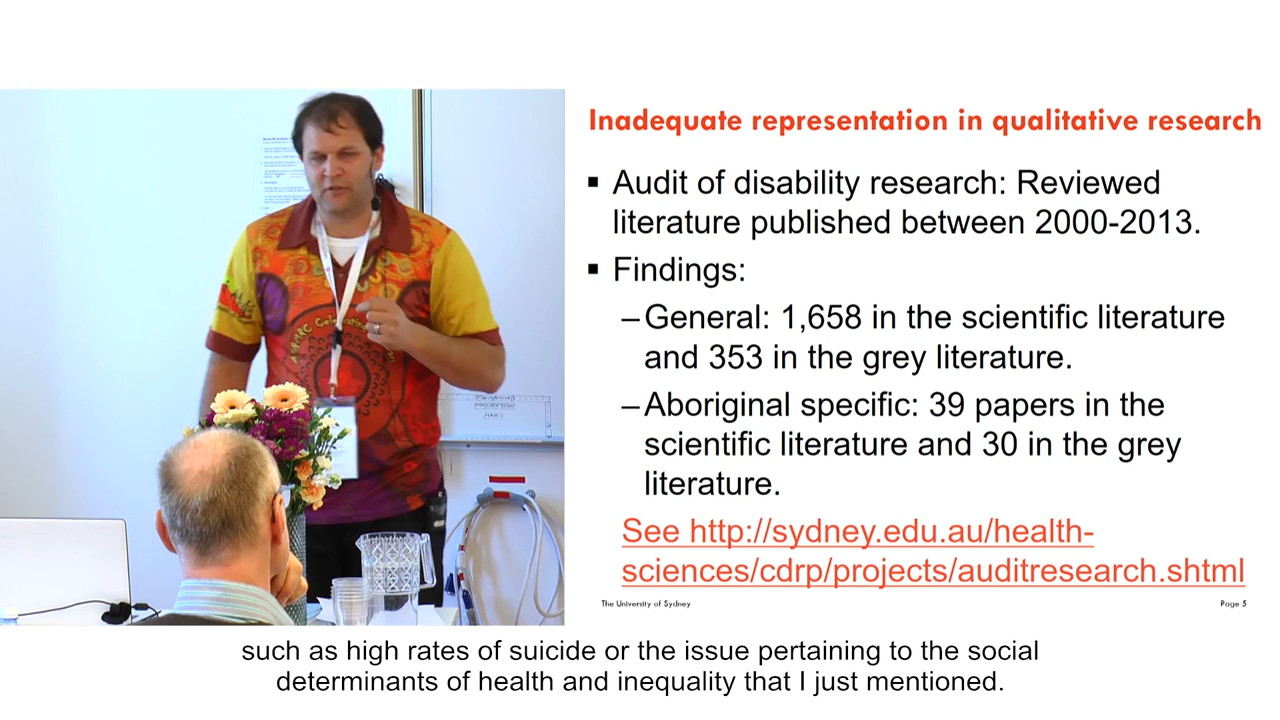 Inadequate representation in qualitative research
▪ Audit of disability research: Reviewed
literature published between 2000-2013.
▪ Findings:
–General: 1,658 in the scientific literature
and 353 in the grey literature.
–Aboriginal specific: 39 papers in the
scientific literature and 30 in the grey
literature.
See http://sydney.edu.au/health-
sciences/cdrp/projects/auditresearch.shtml
The University of Sydney
Page 5
such as high rates of suicide or the issue pertaining to the social
determinants of health and inequality that I just mentioned.